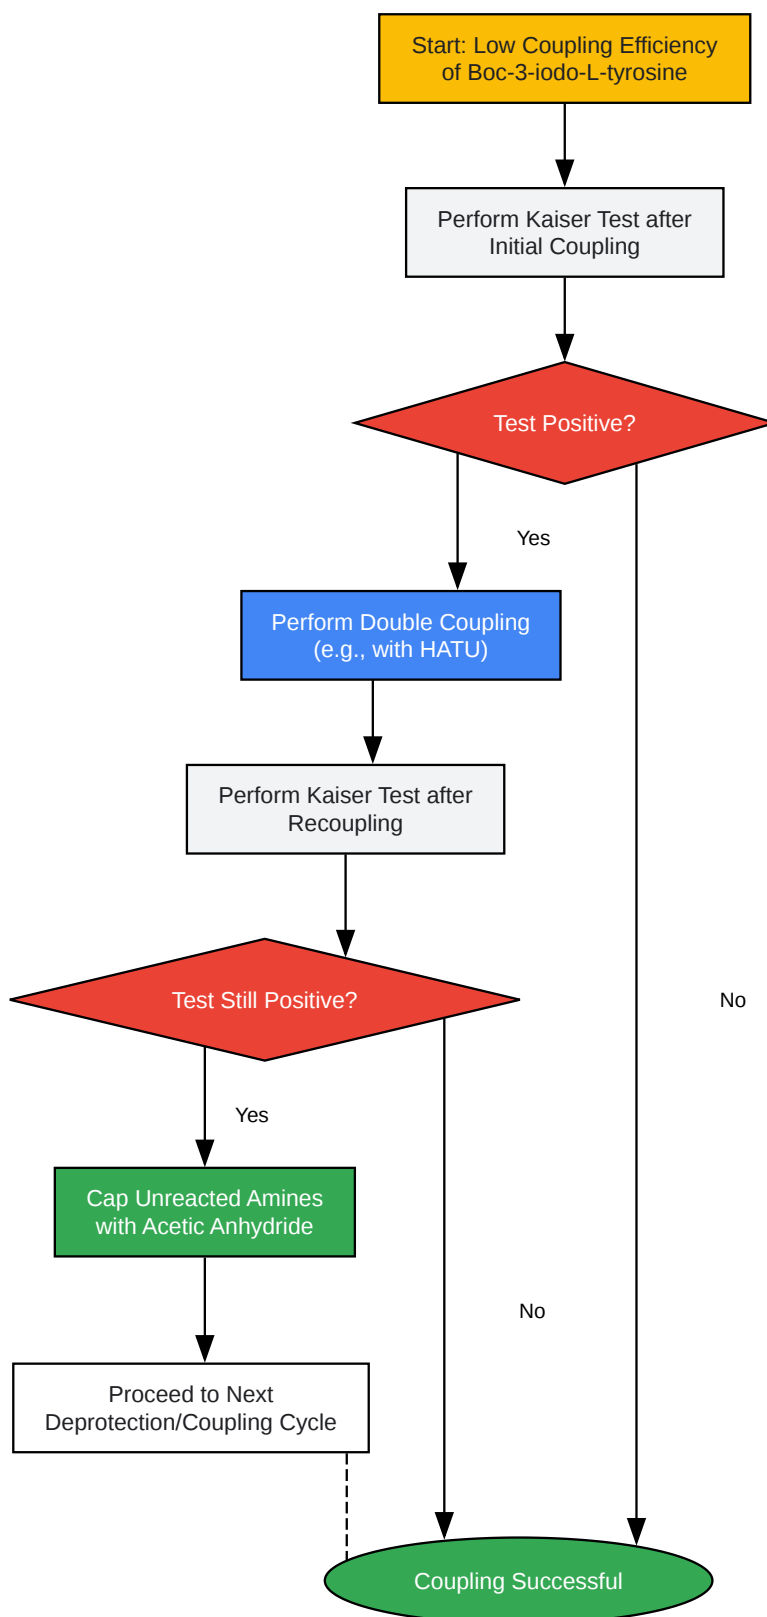 Start: Low Coupling Efficiency
of Boc-3-iodo-L-tyrosine
Perform Kaiser Test after
Initial Coupling
Test Positive?
Yes
Perform Double Coupling
(e.g., with HATU)
Perform Kaiser Test after
Recoupling
Test Still Positive?
No
Yes
Cap Unreacted Amines
with Acetic Anhydride
No
Proceed to Next
Deprotection/Coupling Cycle
Coupling Successful